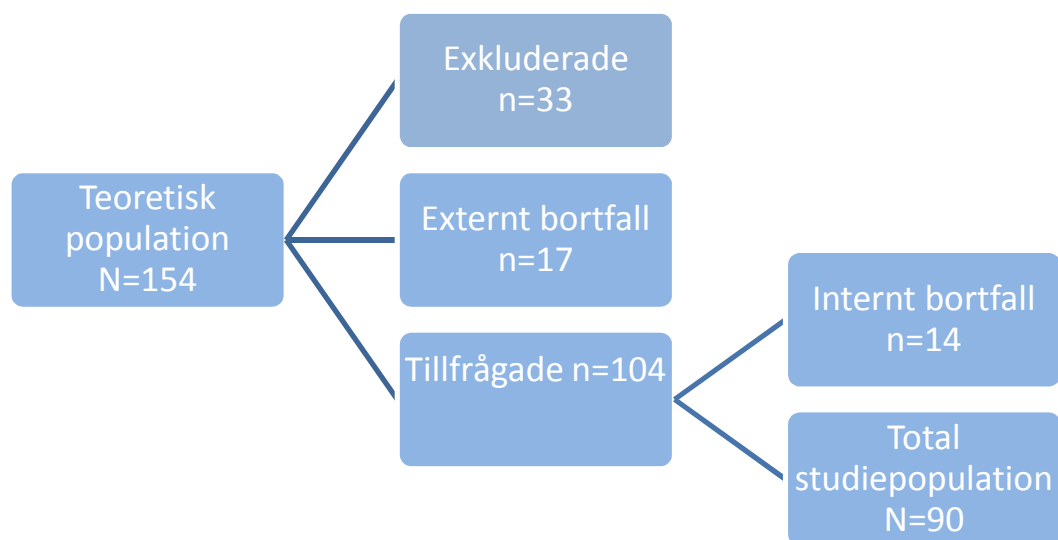 Exkluderade
n=33
Teoretisk
population
N=154
Externt bortfall
n=17
Tillfrågade n=104
Internt bortfall
n=14
Total
studiepopulation
N=90